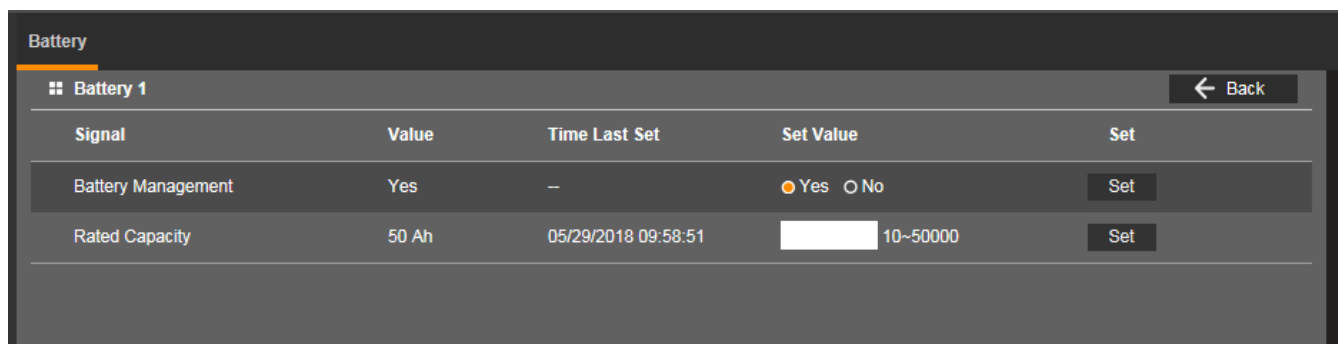 Battery
Battery 1 Back
Signal Value Time Last Set Set Value Set
Battery Management Yes -- Yes No Set
Rated Capacity 50 Ah 05/29/2018 09:58:51 10~50000 Set